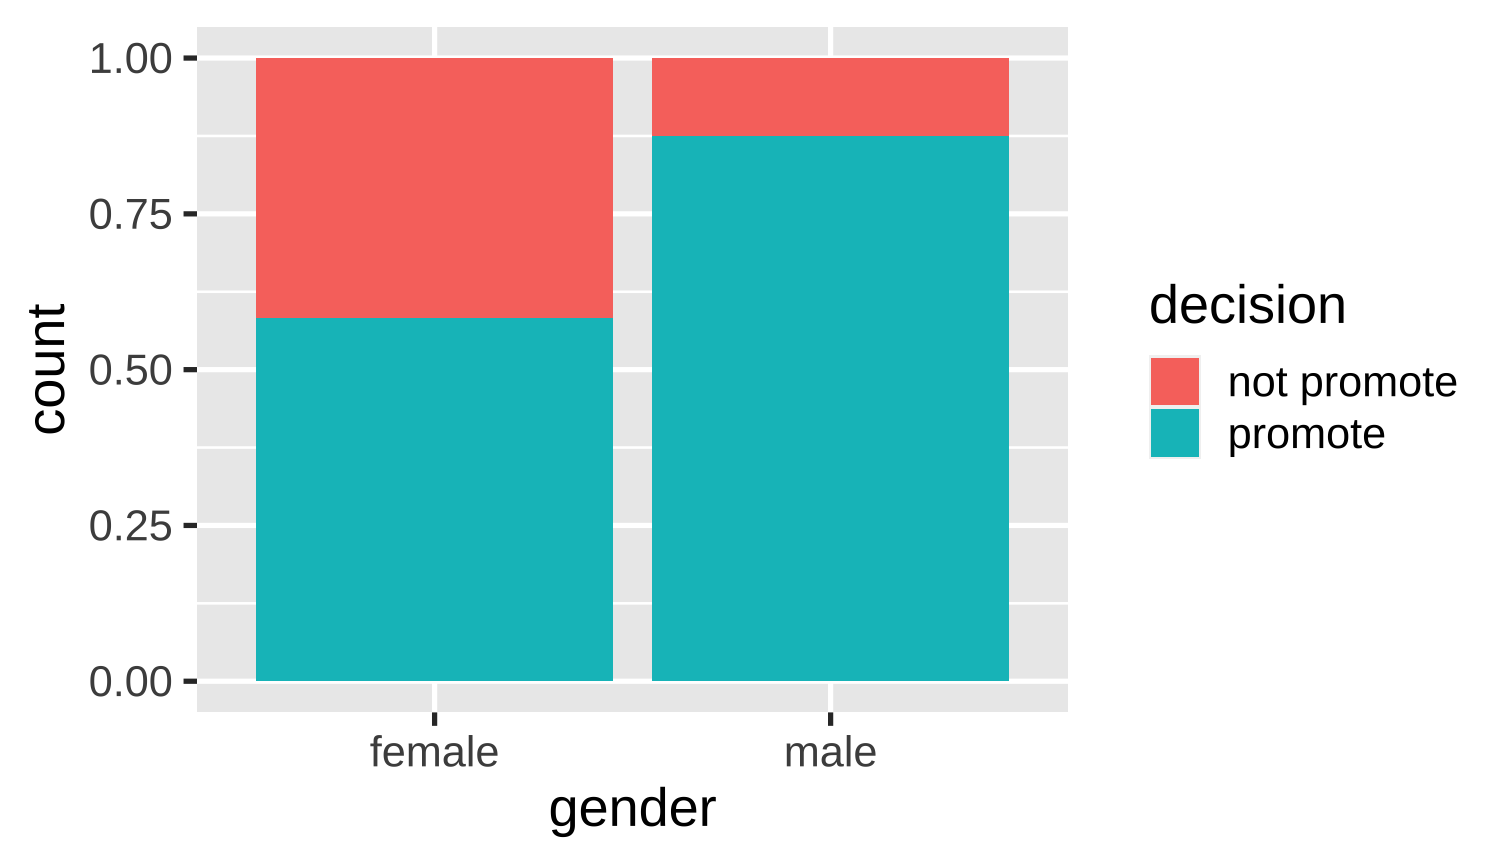 1.00
0.75
0.50
0.25
0.00
count
female
male
gender
decision
not promote
promote